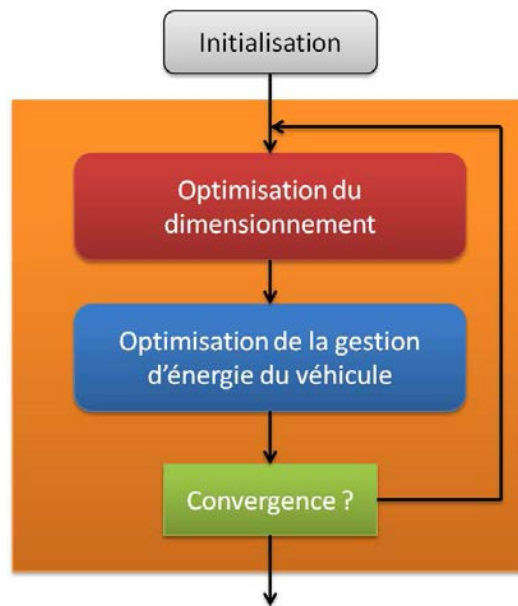 Initialisation
Optimisation du
dimensionnement
Optimisation de la gestion
d'énergie du véhicule
Convergence ?